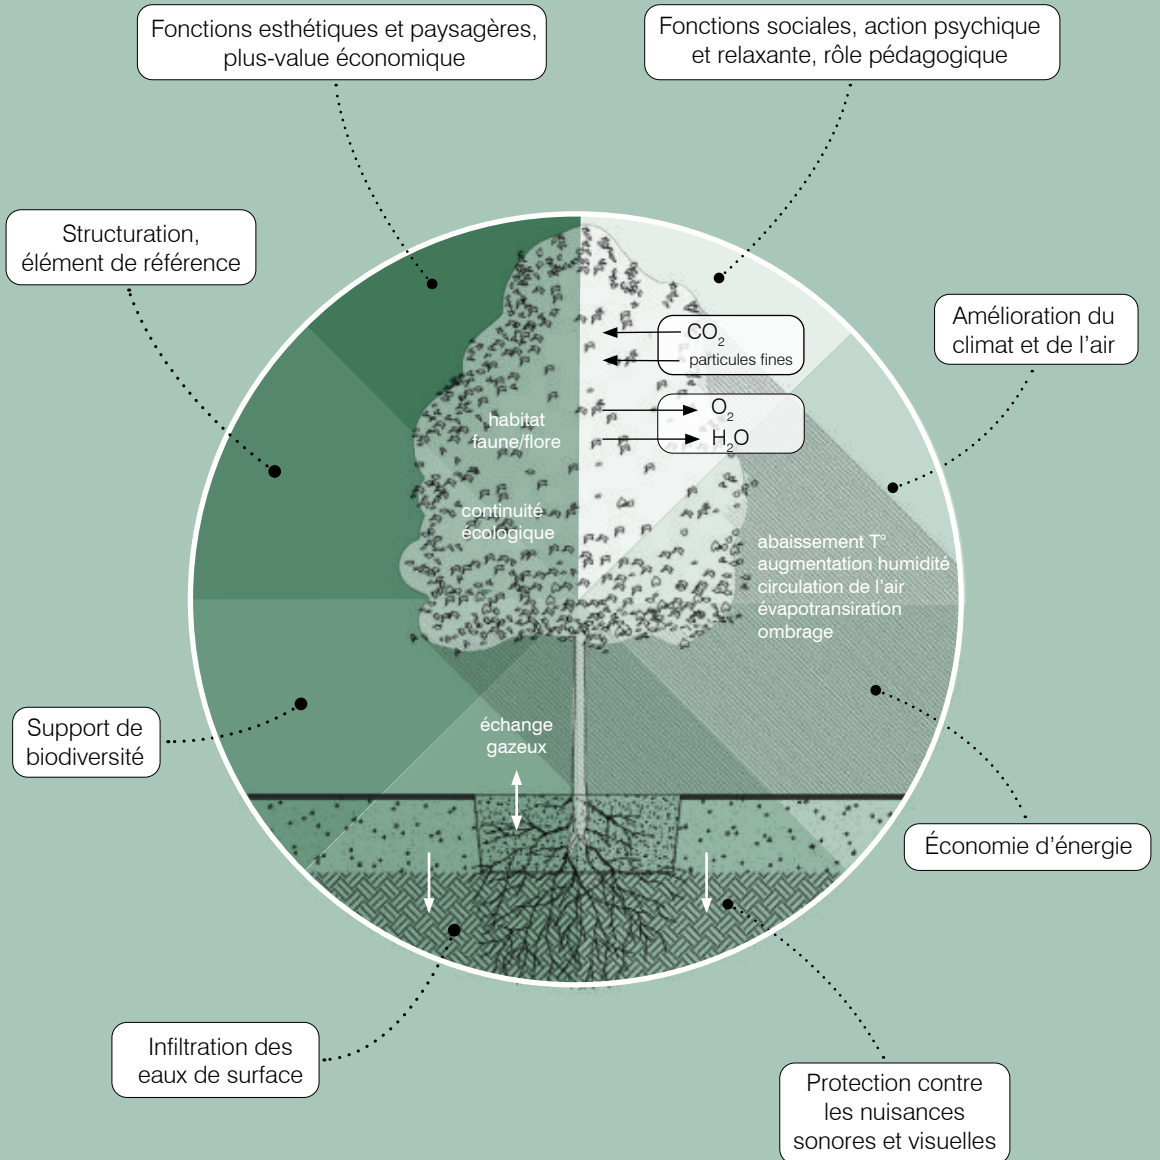 Fonctions esthétiques et paysagères,
plus-value économique
Fonctions sociales, action psychique
et relaxante, rôle pédagogique
Structuration,
élément de référence
Amélioration du
climat et de l'air
CO₂
particules fines
O₂
H₂O
habitat
faune/flore
continuité
écologique
abaissement T°
augmentation humidité
circulation de l'air
évapotransiration
ombrage
Support de
biodiversité
échange
gazeux
Économie d'énergie
Infiltration des
eaux de surface
Protection contre
les nuisances
sonores et visuelles